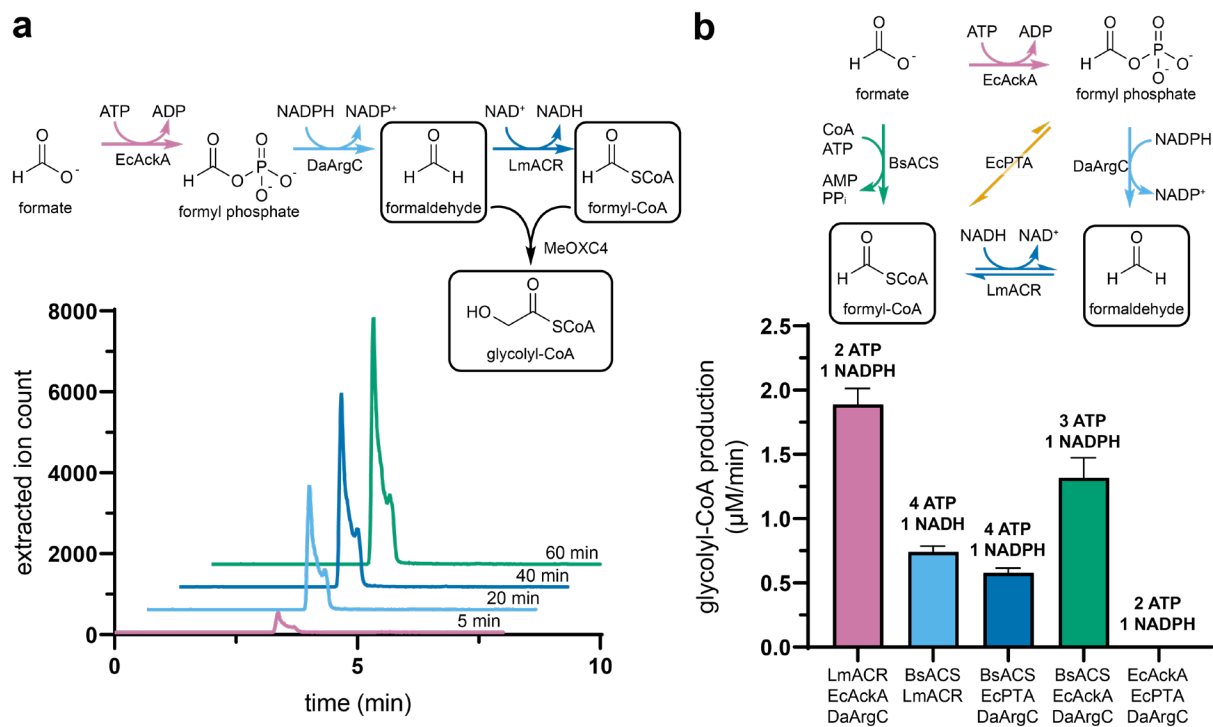 a
ATP
ADP
EcAckA
NADPH
NADP+
DaArgC
NAD+
NADH
LmACR
H
O
O-
formate
H
O
O
P
O
O-
O-
formyl phosphate
O
H
H
formaldehyde
O
H
SCoA
formyl-CoA
MeOXC4
HO
O
SCoA
glycolyl-CoA
extracted ion count
8000
6000
4000
2000
0
60 min
40 min
20 min
5 min
0
5
10
time (min)
b
O
H
O-
formate
ATP
ADP
EcAckA
O
O
H
O
P
O-
O-
formyl phosphate
CoA
ATP
BsACS
AMP
PPi
EcPTA
NADPH
DaArgC
NADP+
O
H
SCoA
formyl-CoA
NADH
NAD+
LmACR
O
H
H
formaldehyde
glycolyl-CoA production
(µM/min)
2.5
2.0
1.5
1.0
0.5
0.0
2 ATP
1 NADPH
4 ATP
1 NADH
4 ATP
1 NADPH
3 ATP
1 NADPH
2 ATP
1 NADPH
LmACR
EcAckA
DaArgC
BsACS
LmACR
BsACS
EcPTA
DaArgC
BsACS
EcAckA
DaArgC
EcAckA
EcPTA
DaArgC